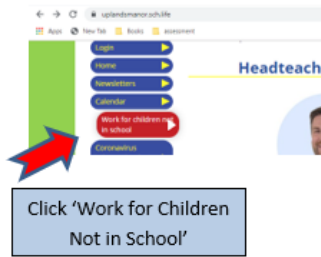 uplandsmanor.sch.life
Apps New Tab Books assessment
Login
Home
Newsletters
Calendar
Work for children not
in school
Coronavirus
Headteach
Click ‘Work for Children
Not in School’